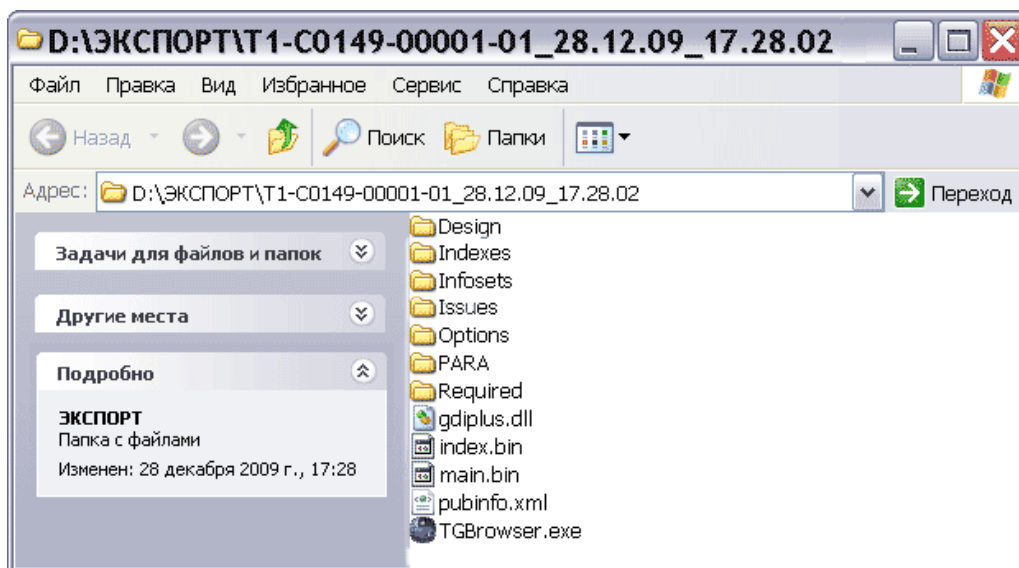 D:\ЭКСПОРТ\T1-C0149-00001-01_28.12.09_17.28.02
Файл Правка Вид Избранное Сервис Справка
Назад Поиск Папки
Адрес: D:\ЭКСПОРТ\T1-C0149-00001-01_28.12.09_17.28.02 Переход
Задачи для файлов и папок
Другие места
Подробно
ЭКСПОРТ
Папка с файлами
Изменен: 28 декабря 2009 г., 17:28
Design
Indexes
Infosets
Issues
Options
PARA
Required
gdiplus.dll
index.bin
main.bin
pubinfo.xml
TGBrowser.exe